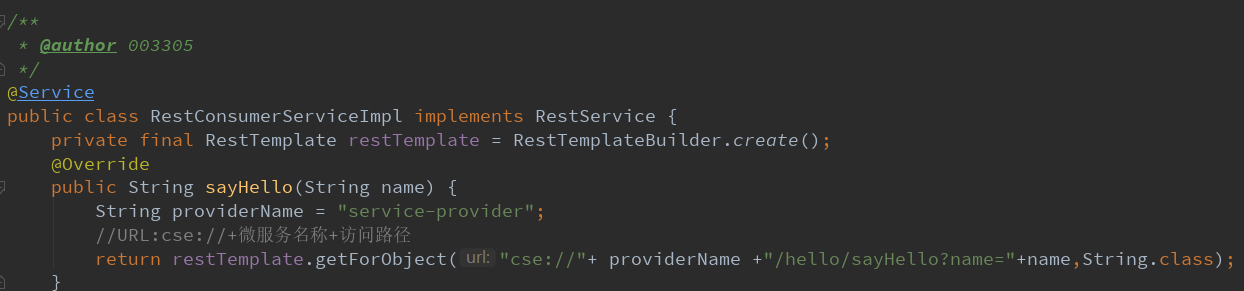 /**
 * @author 003305
 */
@Service
public class RestConsumerServiceImpl implements RestService {
    private final RestTemplate restTemplate = RestTemplateBuilder.create();
    @Override
    public String sayHello(String name) {
        String providerName = "service-provider";
        //URL:cse://+微服务名称+访问路径
        return restTemplate.getForObject( url: "cse://"+ providerName +"/hello/sayHello?name="+name,String.class);
    }